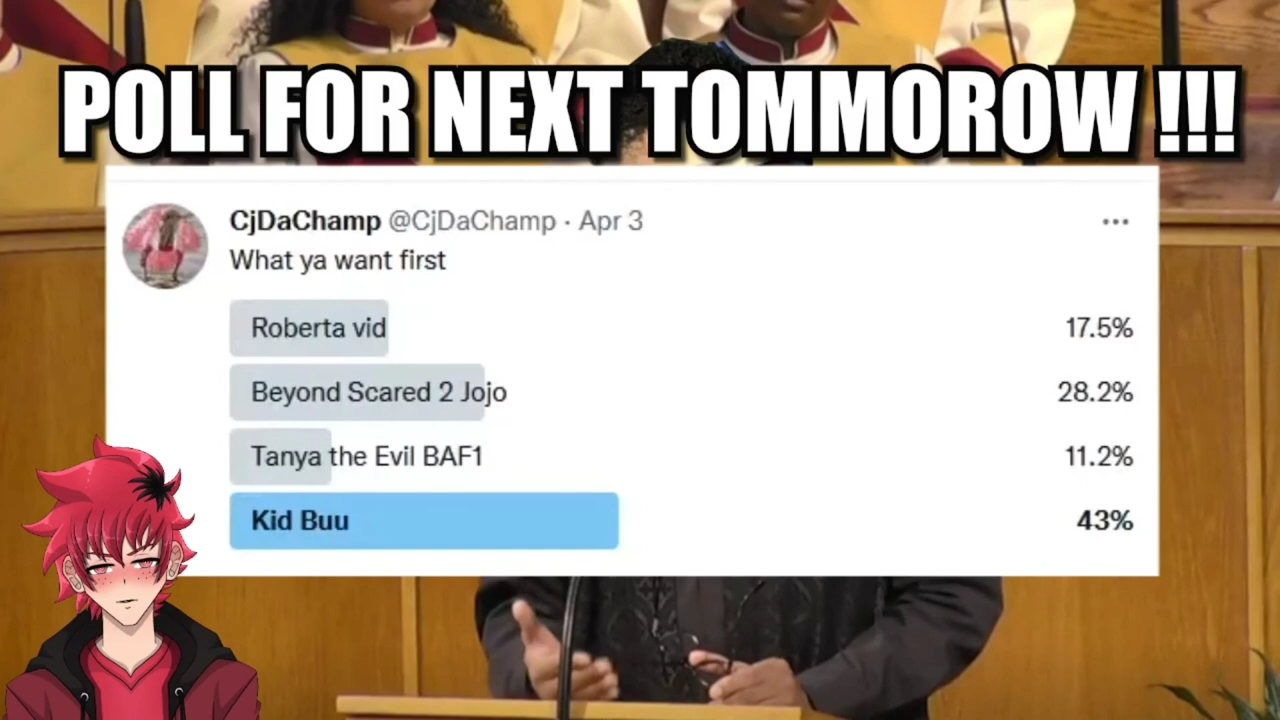 POLL FOR NEXT TOMMOROW !!!
CjDaChamp @CjDaChamp · Apr 3
What ya want first
Roberta vid 17.5%
Beyond Scared 2 Jojo 28.2%
Tanya the Evil BAF1 11.2%
Kid Buu 43%